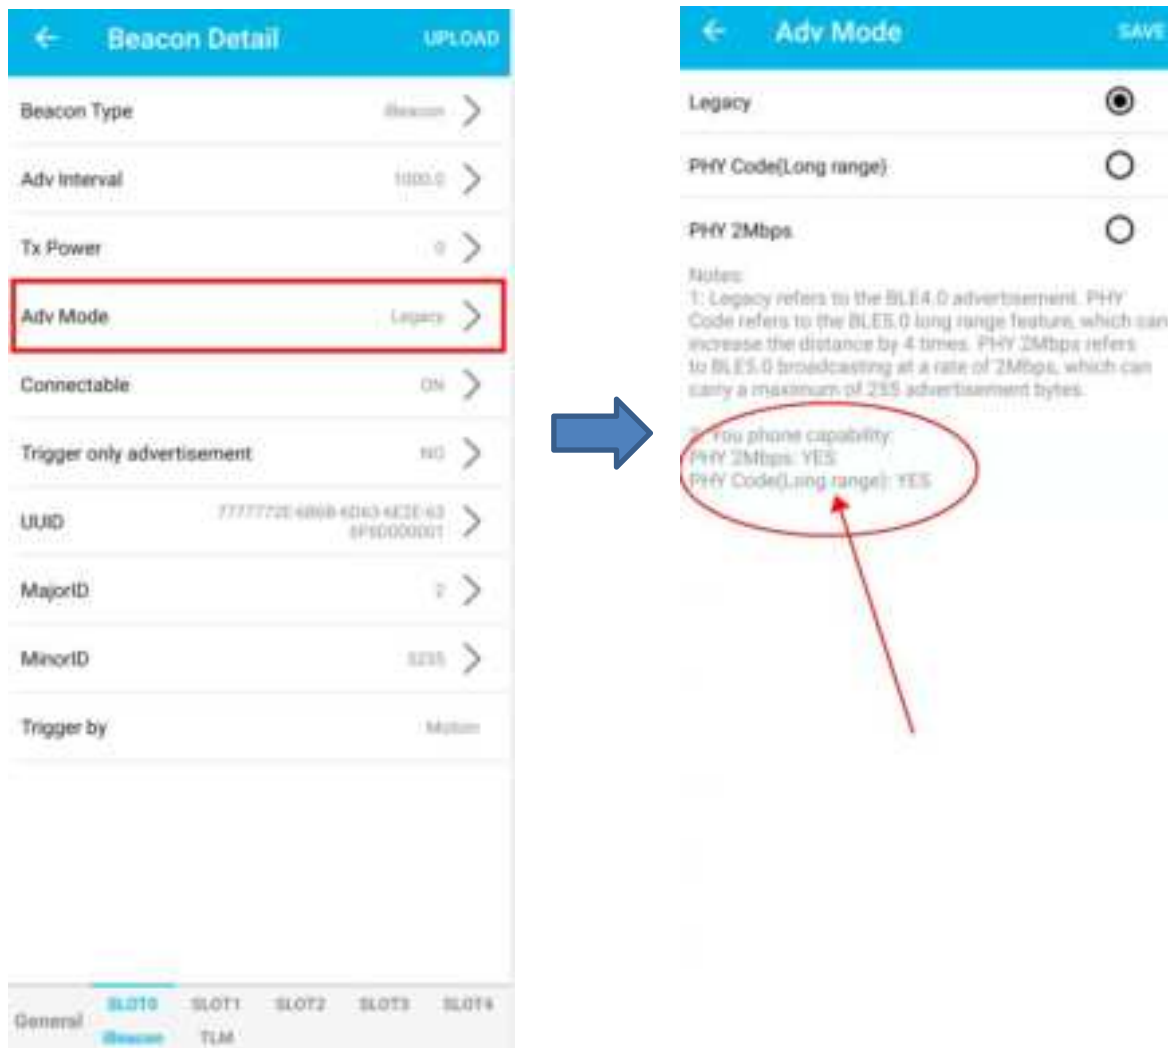 Beacon Detail
UPLOAD
Beacon Type
iBeacon
Adv Interval
1000.0
Tx Power
0
Adv Mode
Legacy
Connectable
ON
Trigger only advertisement
NO
UUID
MajorID
2
MinorID
Trigger by
Motion
General
SLOT0
SLOT1
SLOT2
SLOT3
SLOT4
iBeacon
TLM
Adv Mode
SAVE
Legacy
PHY Code(Long range)
PHY 2Mbps
Notes:
1: Legacy refers to the BLE4.0 advertisement. PHY
Code refers to the BLE5.0 long range feature, which can
increase the distance by 4 times. PHY 2Mbps refers
to BLE5.0 broadcasting at a rate of 2Mbps, which can
carry a maximum of 255 advertisement bytes.
You phone capability:
PHY 2Mbps: YES
PHY Code(Long range): YES